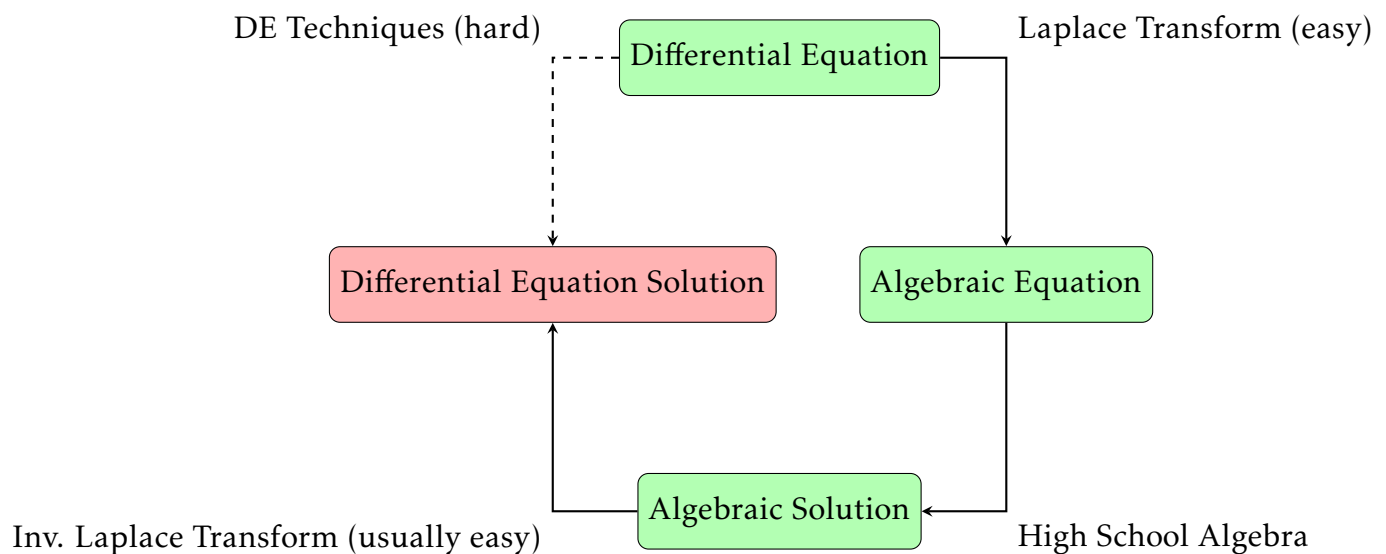 DE Techniques (hard)
Differential Equation
Laplace Transform (easy)
Differential Equation Solution
Algebraic Equation
Algebraic Solution
Inv. Laplace Transform (usually easy)
High School Algebra